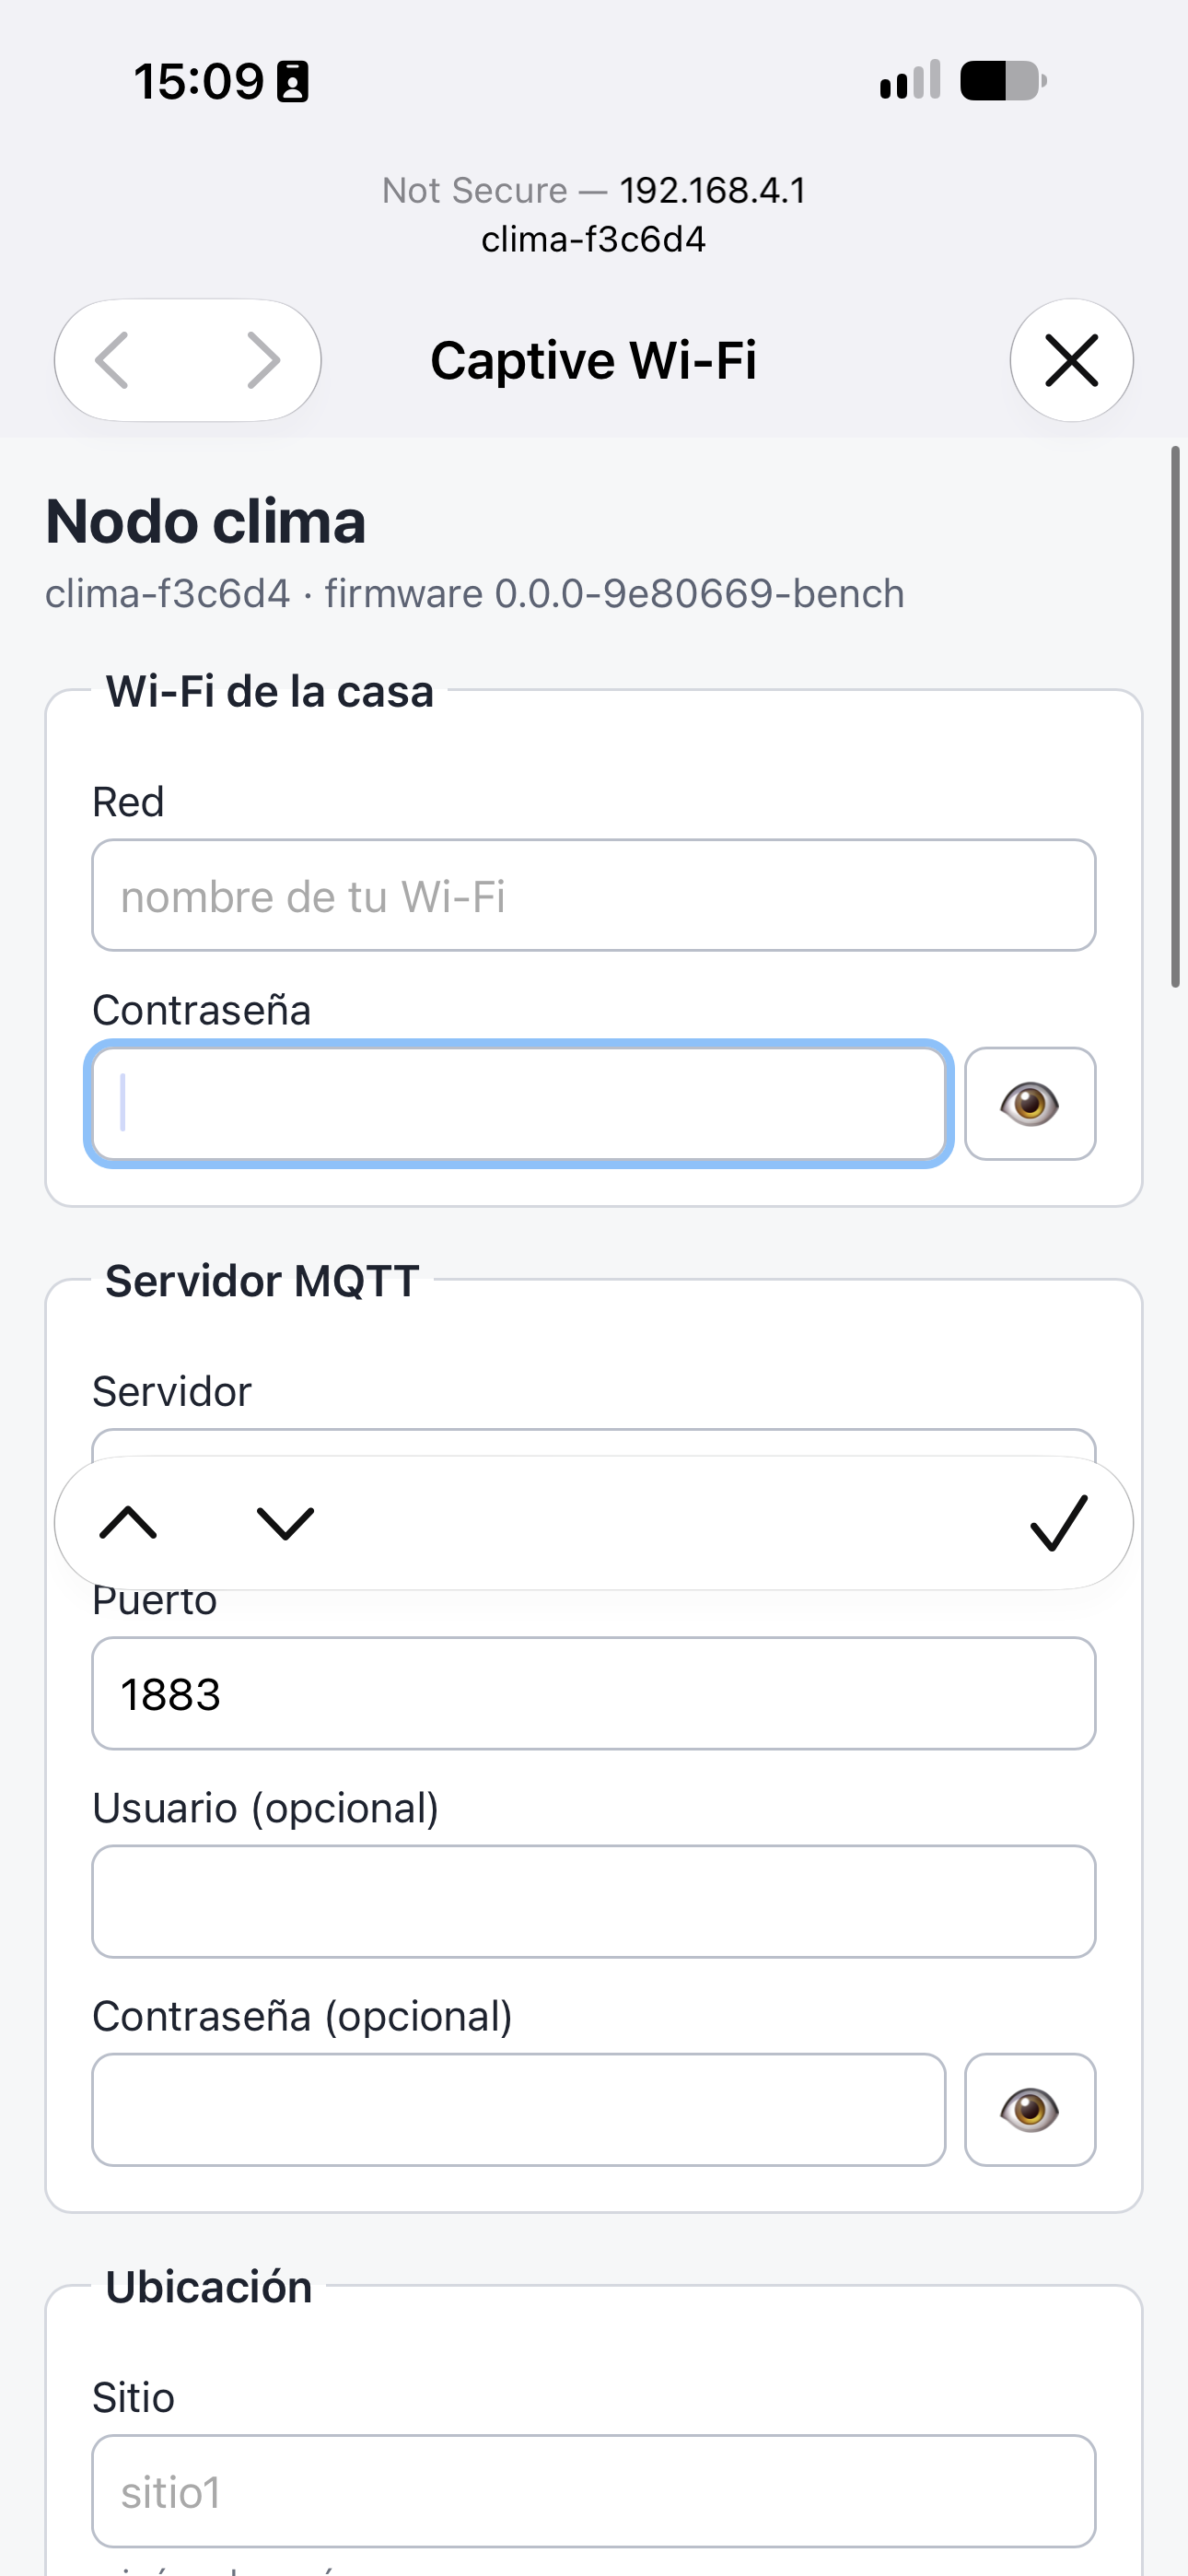 15:09
Not Secure — 192.168.4.1
clima-f3c6d4
Captive Wi-Fi
Nodo clima
clima-f3c6d4 · firmware 0.0.0-9e80669-bench
Wi-Fi de la casa
Red
nombre de tu Wi-Fi
Contraseña
Servidor MQTT
Servidor
Puerto
1883
Usuario (opcional)
Contraseña (opcional)
Ubicación
Sitio
sitio1